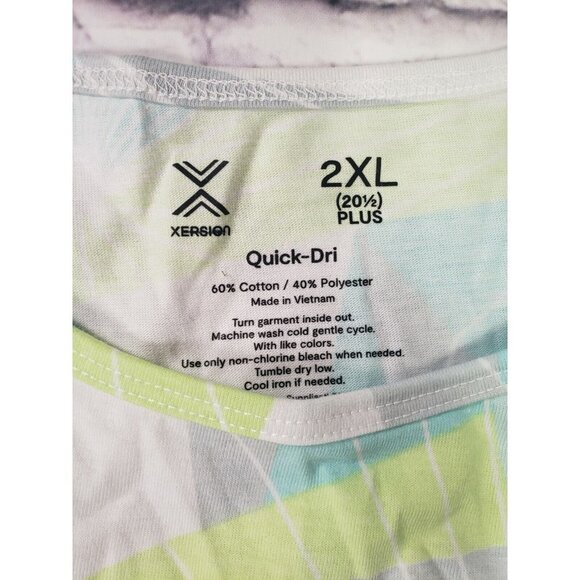 XERSION
2XL
(20½)
PLUS
Quick-Dri
60% Cotton / 40% Polyester
Made in Vietnam
Turn garment inside out.
Machine wash cold gentle cycle.
With like colors.
Use only non-chlorine bleach when needed.
Tumble dry low.
Cool iron if needed.